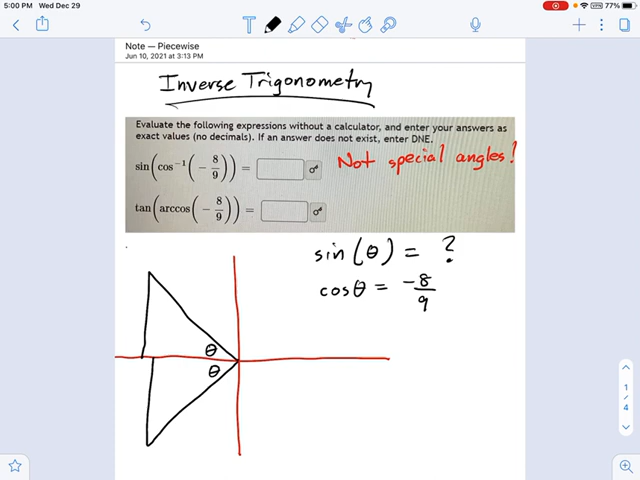 5:00 PM Wed Dec 29
77%
Note — Piecewise
Jun 10, 2021 at 3:13 PM
Inverse Trigonometry
Evaluate the following expressions without a calculator, and enter your answers as
exact values (no decimals). If an answer does not exist, enter DNE.
sin(cos⁻¹(−8/9)) =
Not special angles!
tan(arccos(−8/9)) =
sin(θ) = ?
cosθ = −8/9
θ
θ
1
/
4